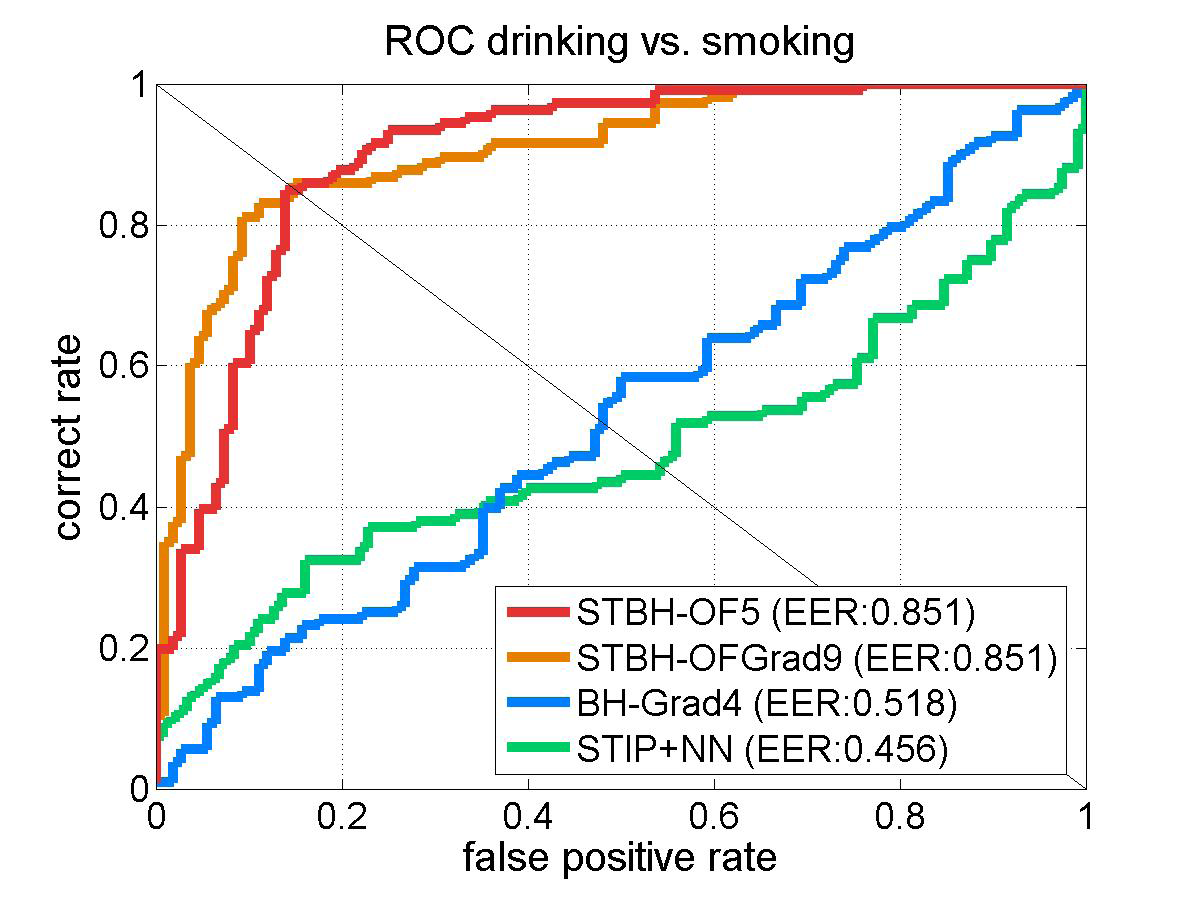 ROC drinking vs. smoking
1
0.8
0.6
0.4
0.2
0
correct rate
STBH-OF5 (EER:0.851)
STBH-OFGrad9 (EER:0.851)
BH-Grad4 (EER:0.518)
STIP+NN (EER:0.456)
0 0.2 0.4 0.6 0.8 1
false positive rate